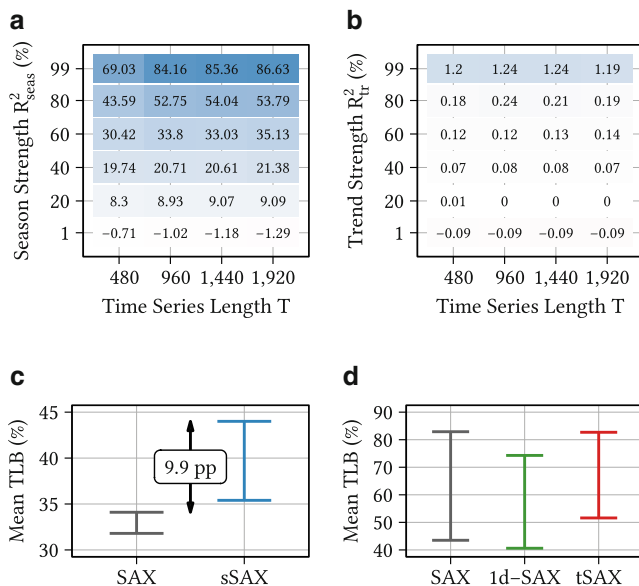 a
Season Strength R²seas (%)
99 69.03 84.16 85.36 86.63
80 43.59 52.75 54.04 53.79
60 30.42 33.8 33.03 35.13
40 19.74 20.71 20.61 21.38
20 8.3 8.93 9.07 9.09
1 −0.71 −1.02 −1.18 −1.29
480 960 1,440 1,920
Time Series Length T
b
Trend Strength R²tr (%)
99 1.2 1.24 1.24 1.19
80 0.18 0.24 0.21 0.19
60 0.12 0.12 0.13 0.14
40 0.07 0.08 0.08 0.07
20 0.01 0 0 0
1 −0.09 −0.09 −0.09 −0.09
480 960 1,440 1,920
Time Series Length T
c
Mean TLB (%)
45
40
35
30
9.9 pp
SAX sSAX
d
Mean TLB (%)
90
80
70
60
50
40
SAX 1d−SAX tSAX